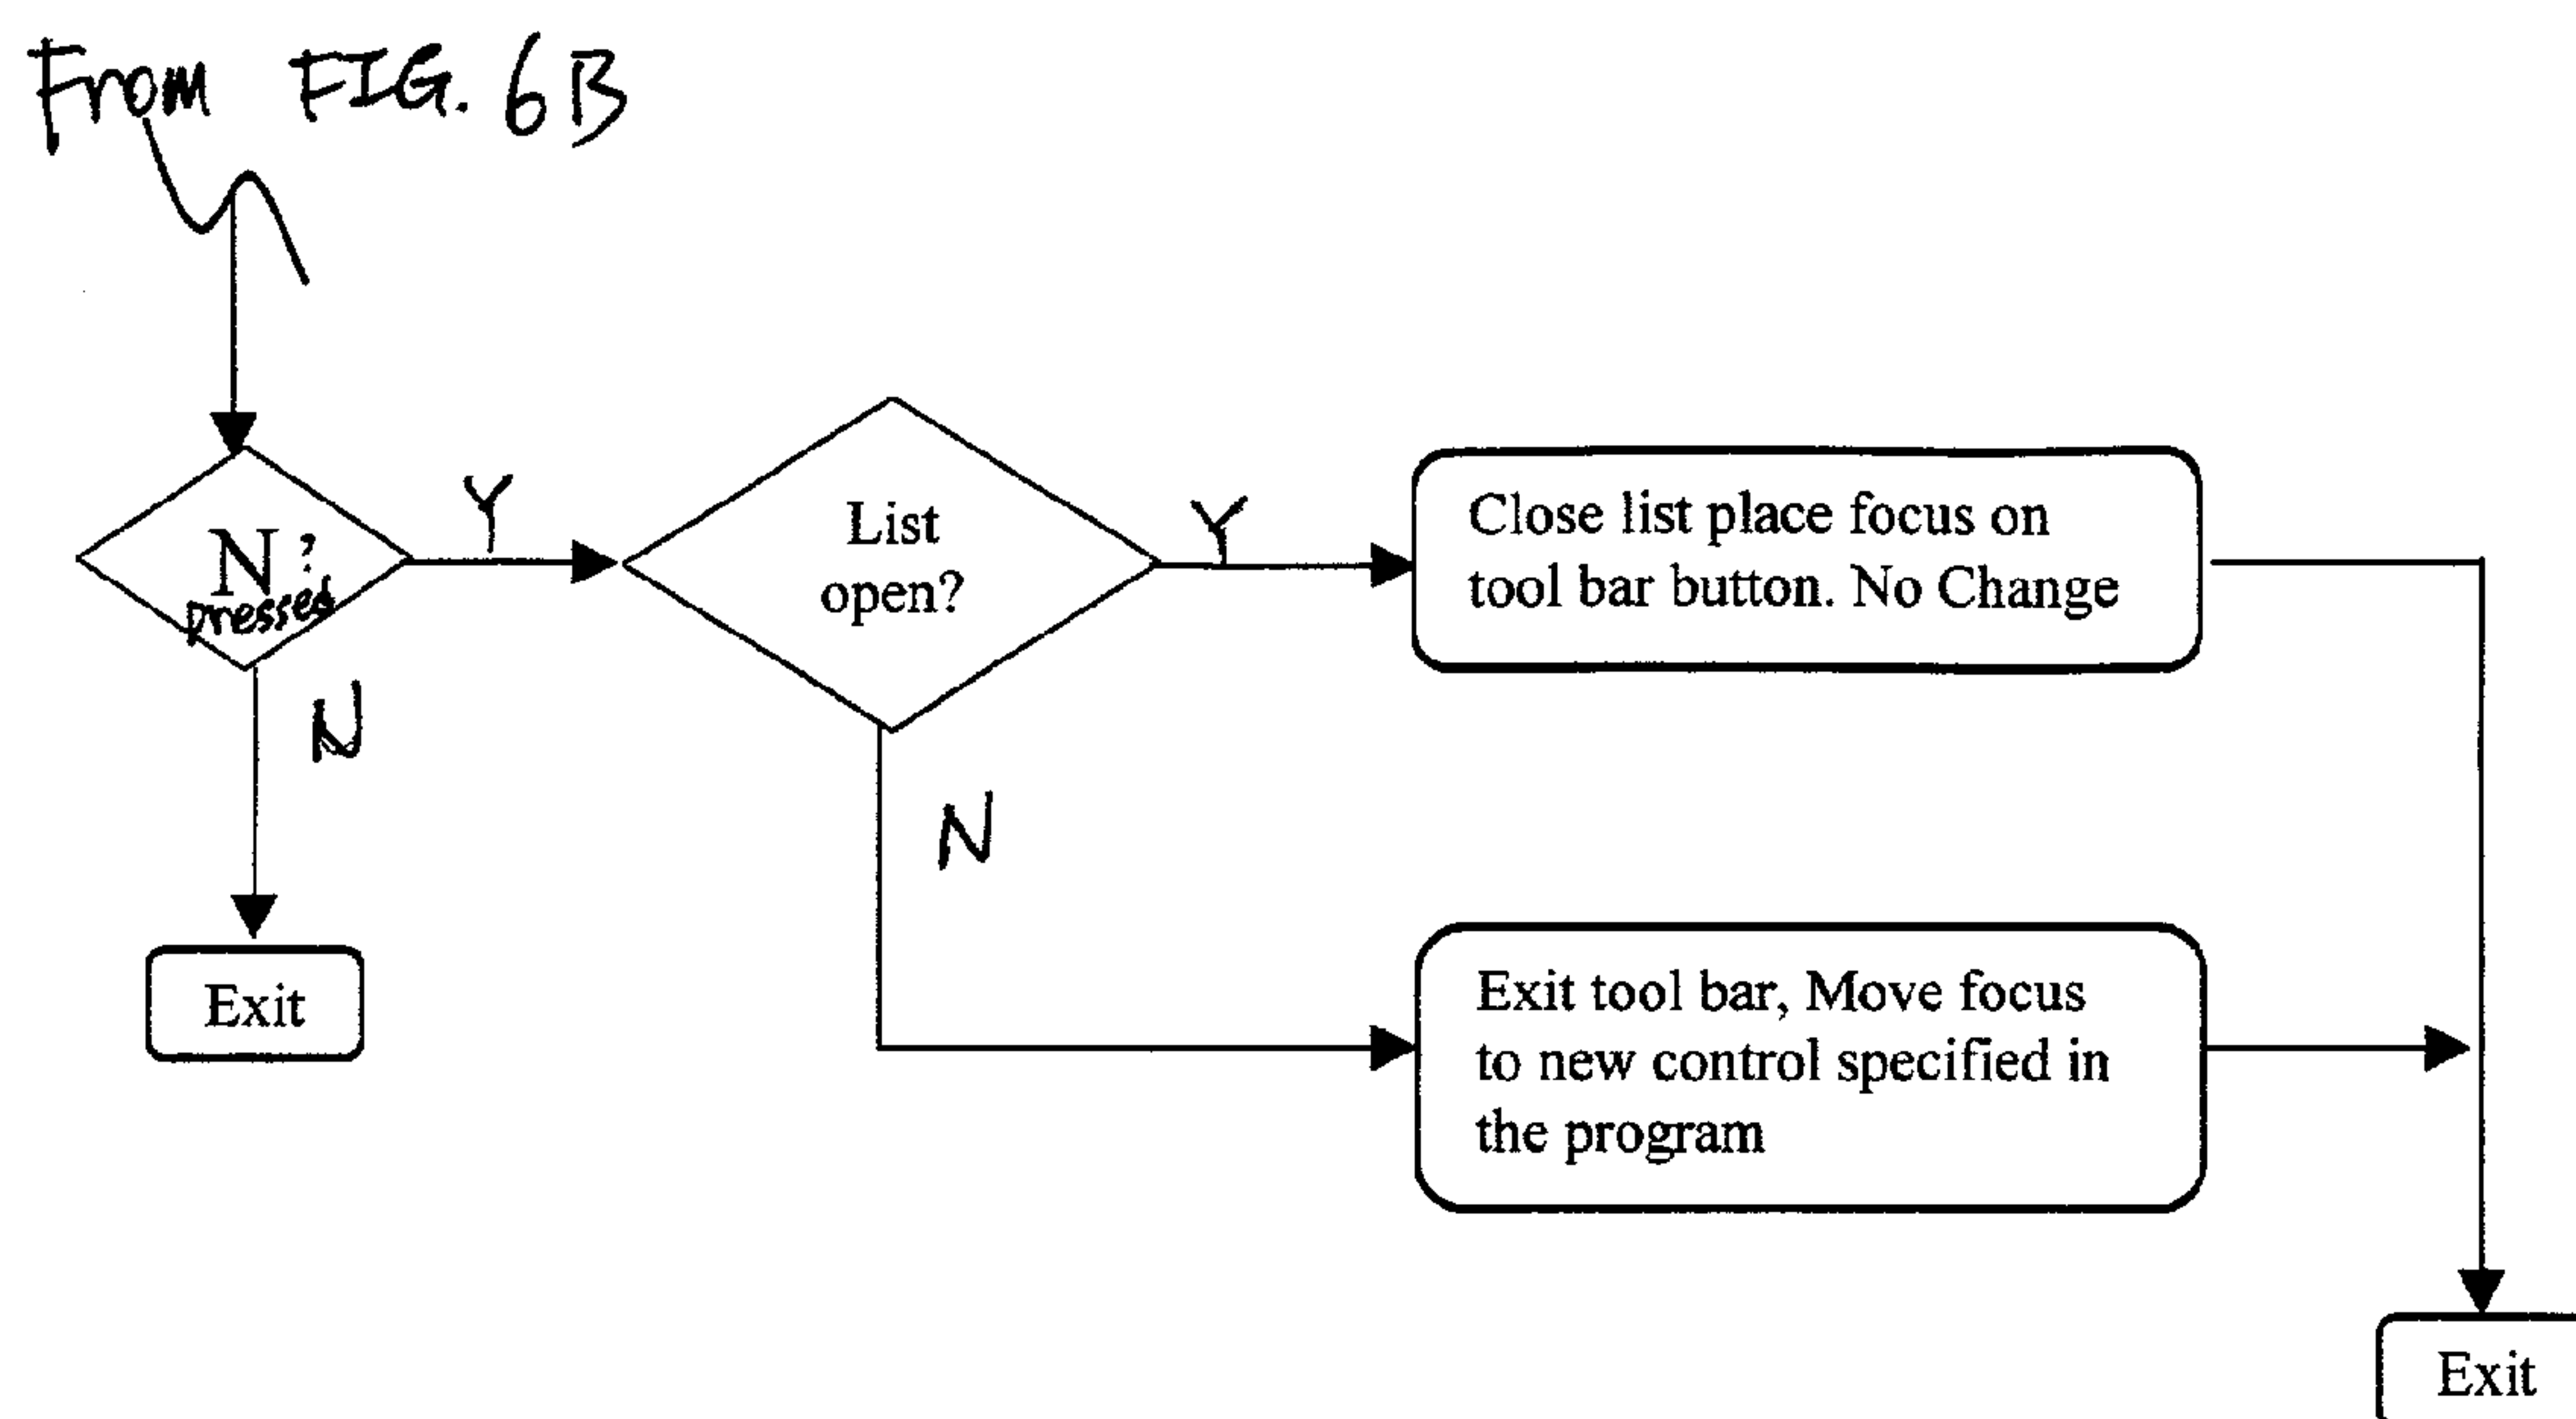 From FIG. 6B
N?
pressed
Y
List
open?
Y
Close list place focus on
tool bar button. No Change
N
Exit
N
Exit tool bar, Move focus
to new control specified in
the program
Exit